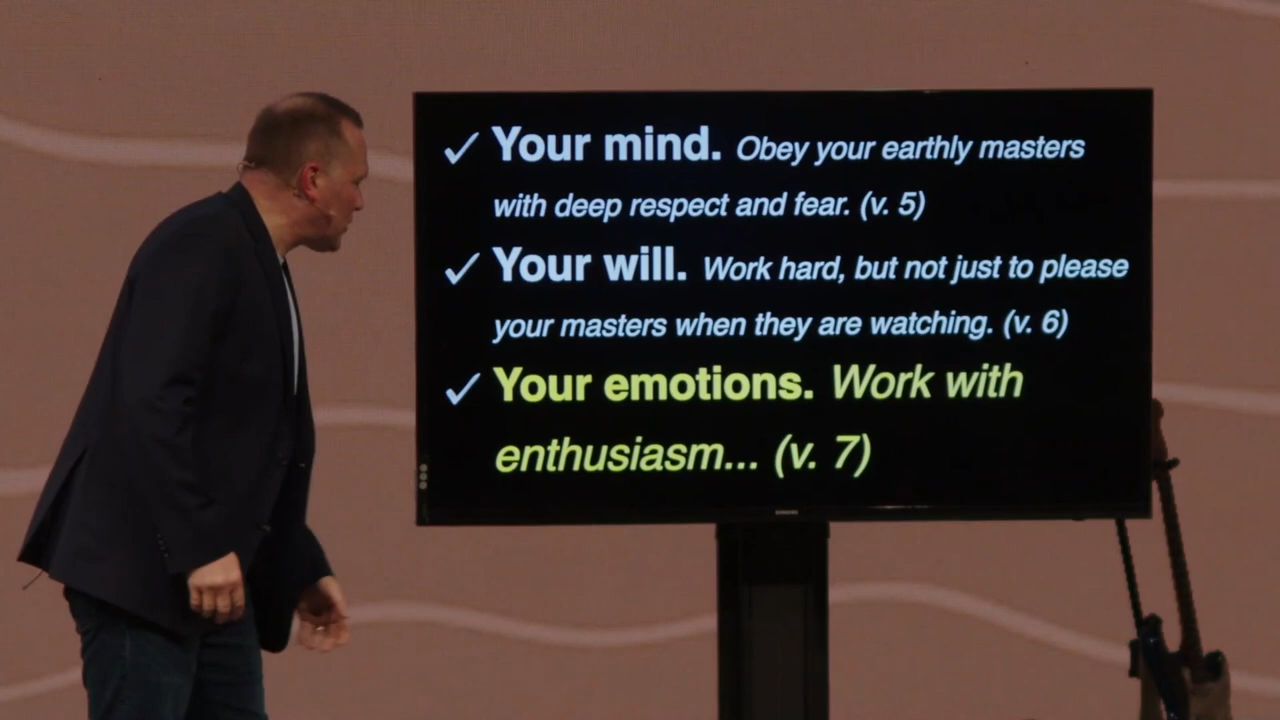 ✓ Your mind. Obey your earthly masters
with deep respect and fear. (v. 5)
✓ Your will. Work hard, but not just to please
your masters when they are watching. (v. 6)
✓ Your emotions. Work with
enthusiasm... (v. 7)
SAMSUNG